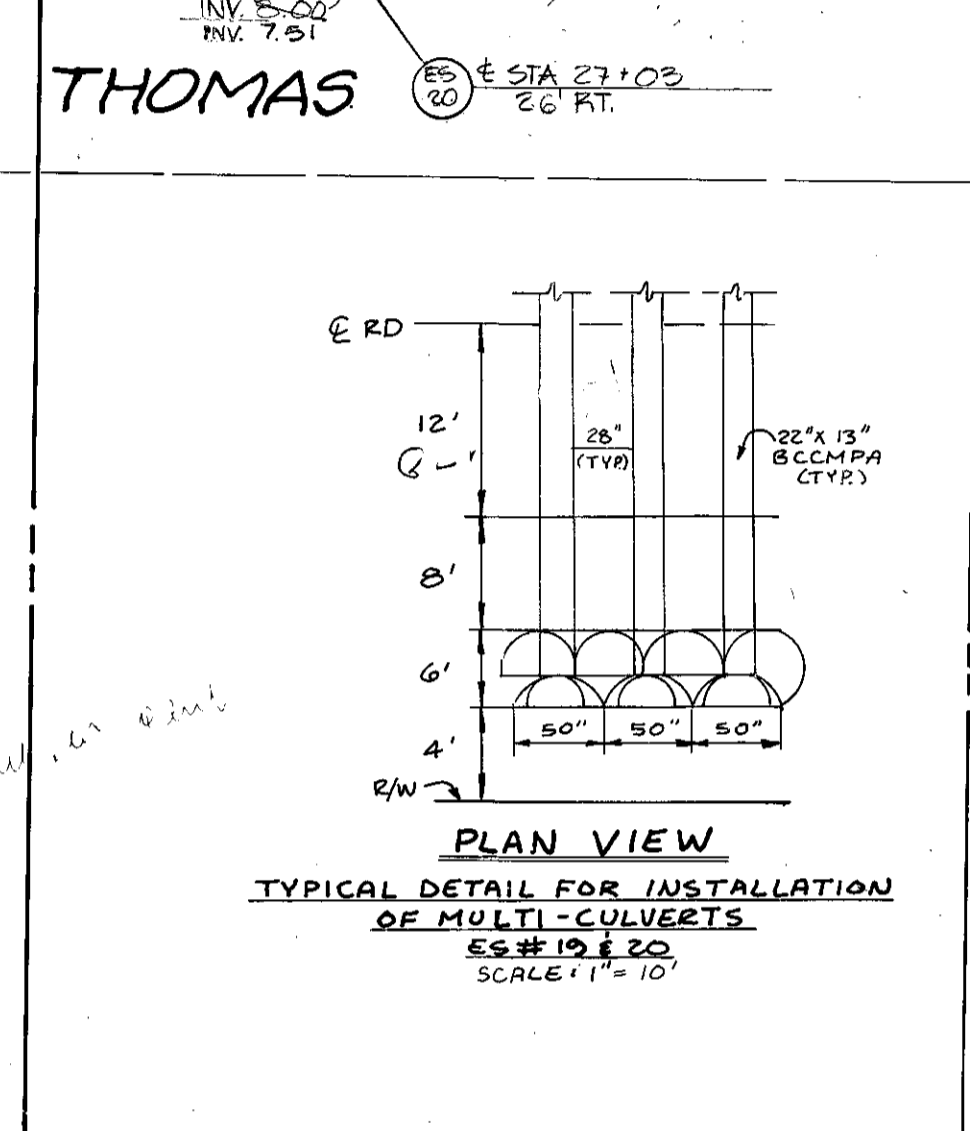 INV. 8.00'
INV. 7.51
THOMAS
ES
20
℄ STA 27+03
26' RT.
℄ RD
12'
28"
(TYP)
22" X 13"
BCCMPA
(TYP.)
8'
6'
50" 50" 50"
4'
R/W
PLAN VIEW
TYPICAL DETAIL FOR INSTALLATION
OF MULTI-CULVERTS
ES # 19 & 20
SCALE: 1" = 10'